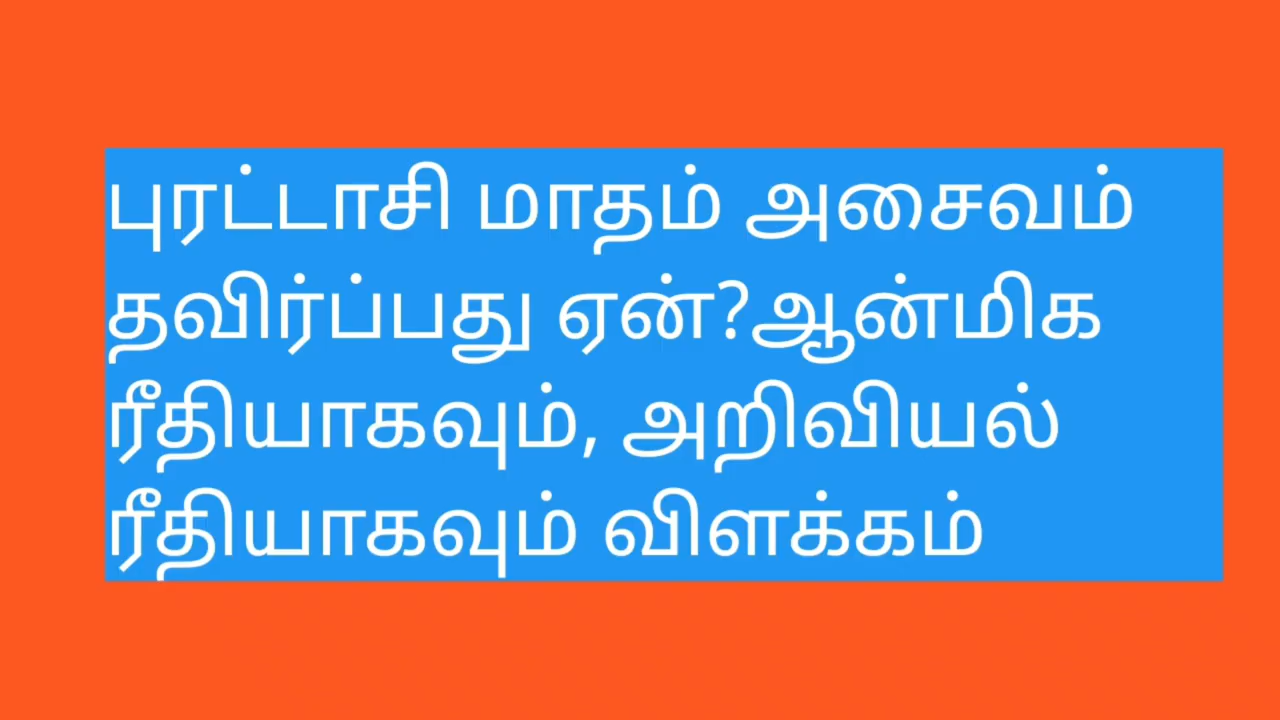 புரட்டாசி மாதம் அசைவம்
தவிர்ப்பது ஏன்?ஆன்மிக
ரீதியாகவும், அறிவியல்
ரீதியாகவும் விளக்கம்